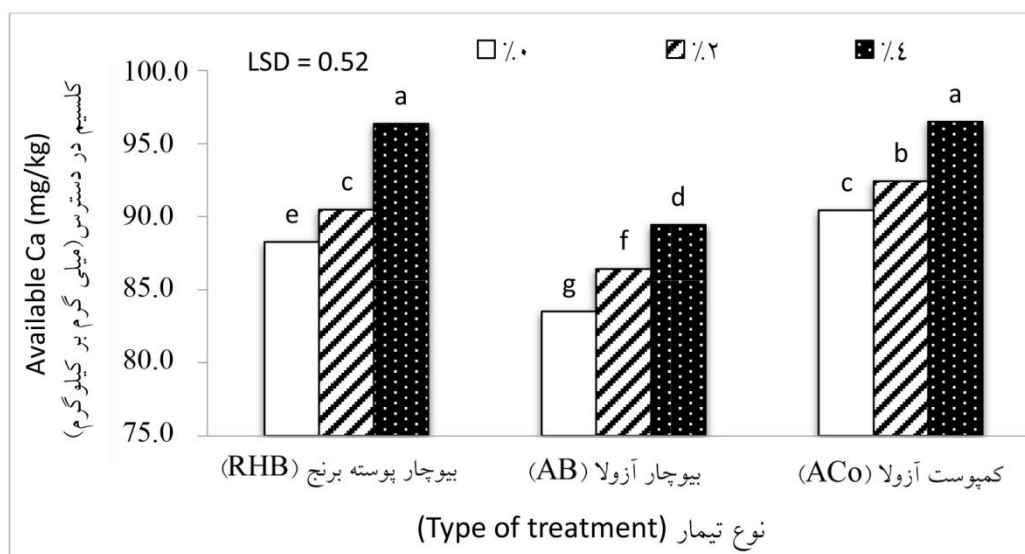 LSD = 0.52
٪۰
٪۲
٪٤
Available Ca (mg/kg)
کلسیم در دسترس(میلی گرم بر کیلوگرم)
100.0
95.0
90.0
85.0
80.0
75.0
e
c
a
g
f
d
c
b
a
بیوچار پوسته برنج (RHB)
بیوچار آزولا (AB)
کمپوست آزولا (ACo)
نوع تیمار (Type of treatment)